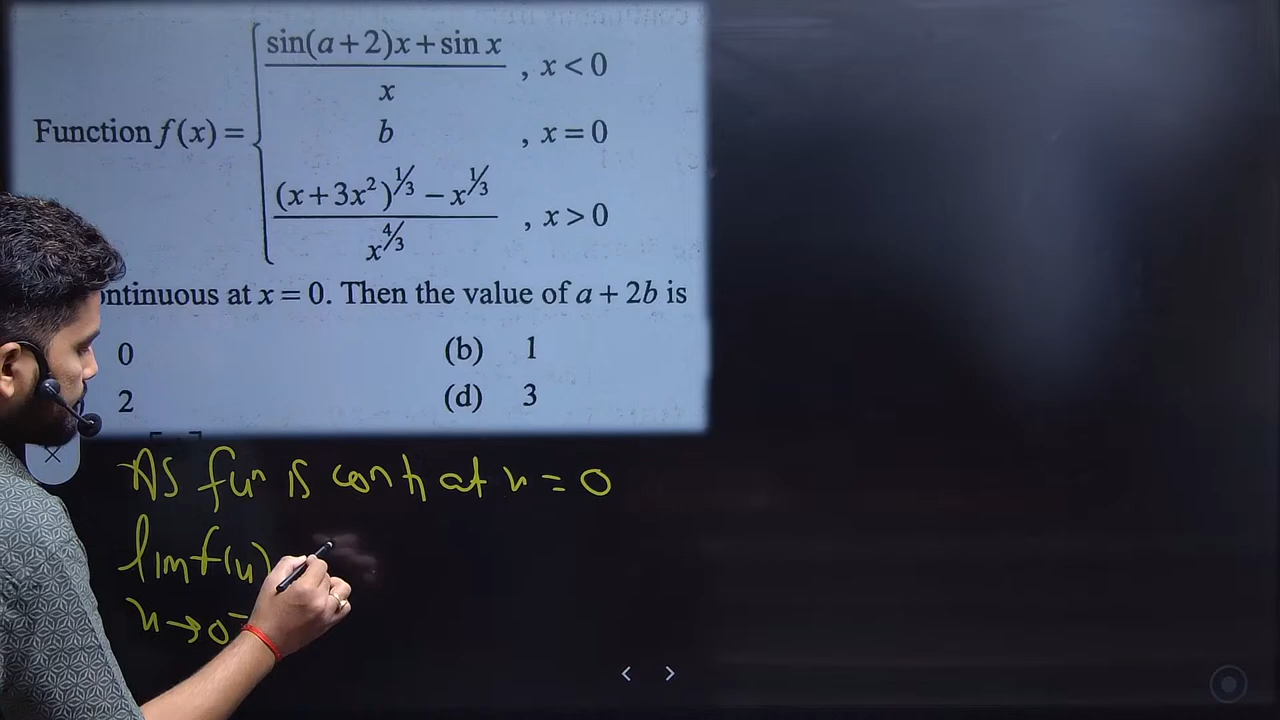 sin(a+2)x+sin x
x
, x<0
Function f(x) =
b
, x=0
(x+3x²)^⅓ − x^⅓
x^4/3
, x>0
ontinuous at x = 0. Then the value of a + 2b is
0
(b) 1
2
(d) 3
As fun is conti at x = 0
lim f(x)
x→0⁻